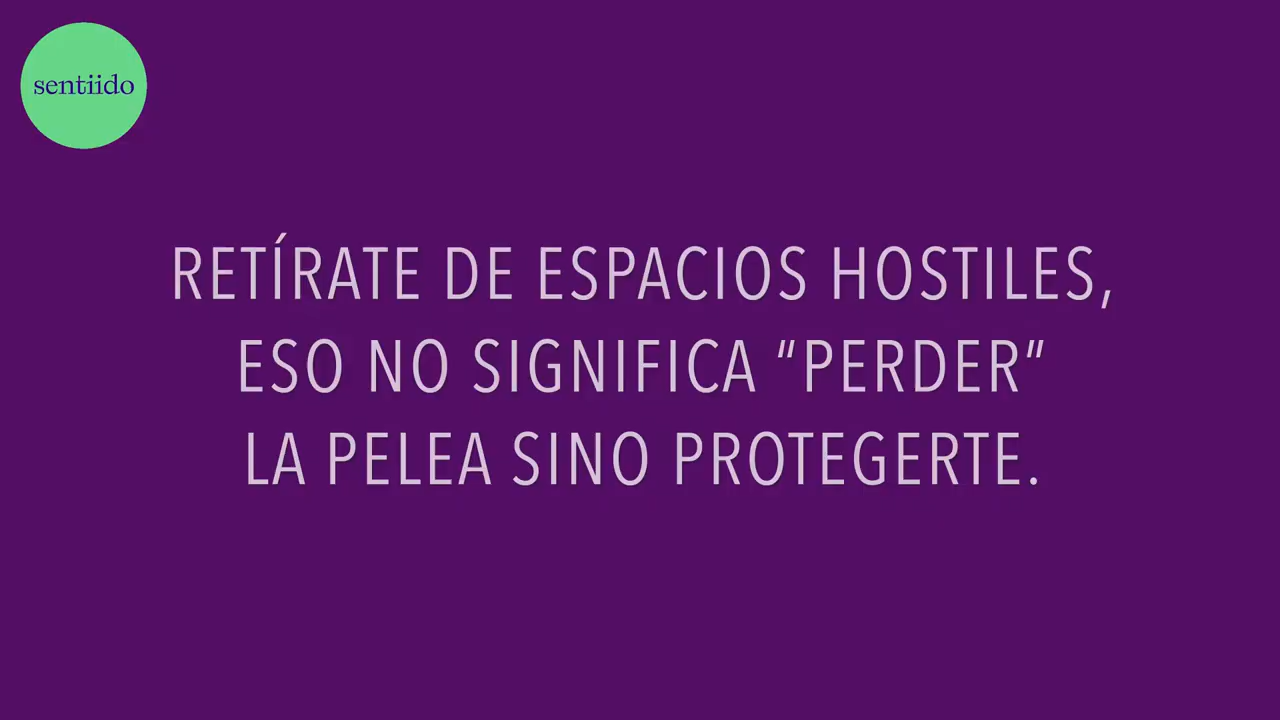 sentiido
RETÍRATE DE ESPACIOS HOSTILES,
ESO NO SIGNIFICA “PERDER”
LA PELEA SINO PROTEGERTE.